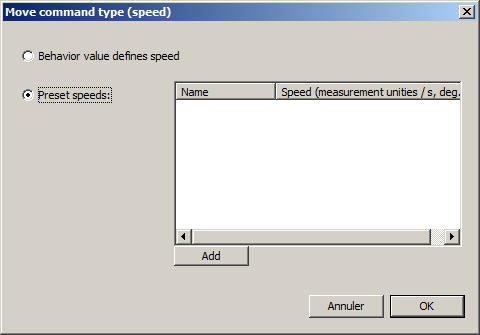 Move command type (speed)
Behavior value defines speed
Preset speeds:
Name Speed (measurement unities / s, deg.
Add
Annuler OK